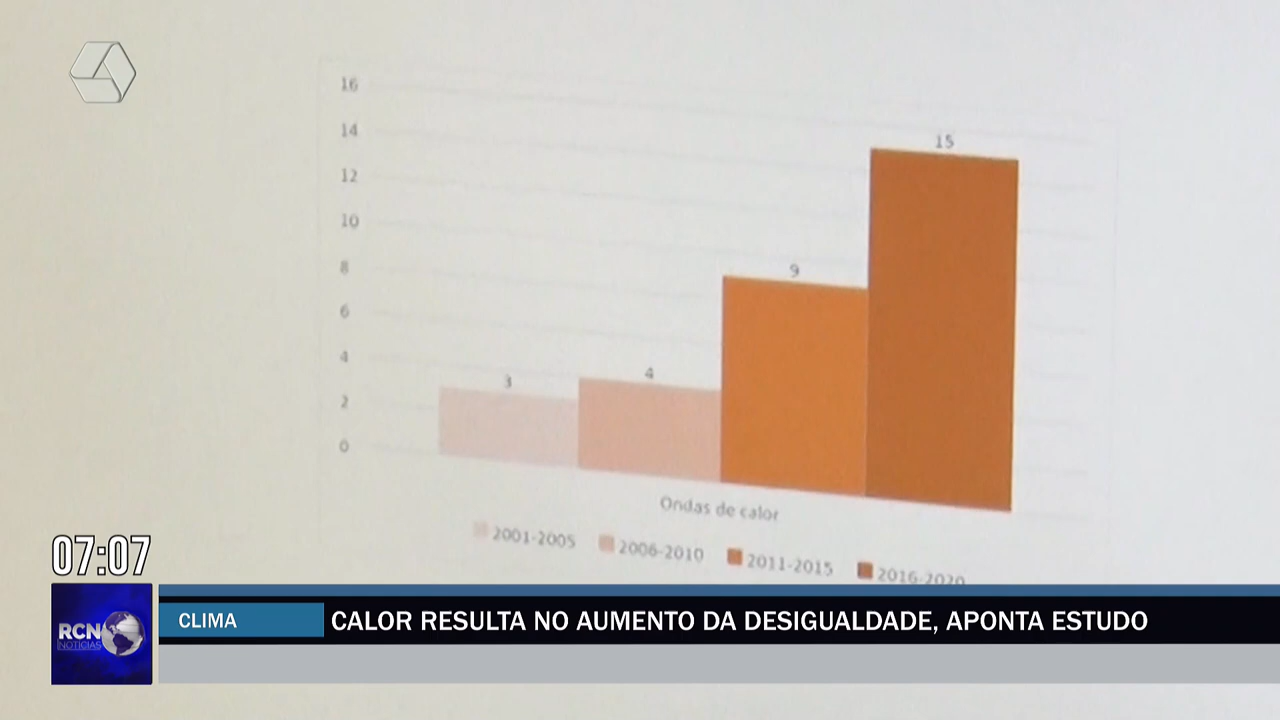 16
14
12
10
8
6
4
2
0
3
4
9
15
Ondas de calor
2001-2005 2006-2010 2011-2015 2016-2020
07:07
RCN
NOTÍCIAS
CLIMA
CALOR RESULTA NO AUMENTO DA DESIGUALDADE, APONTA ESTUDO